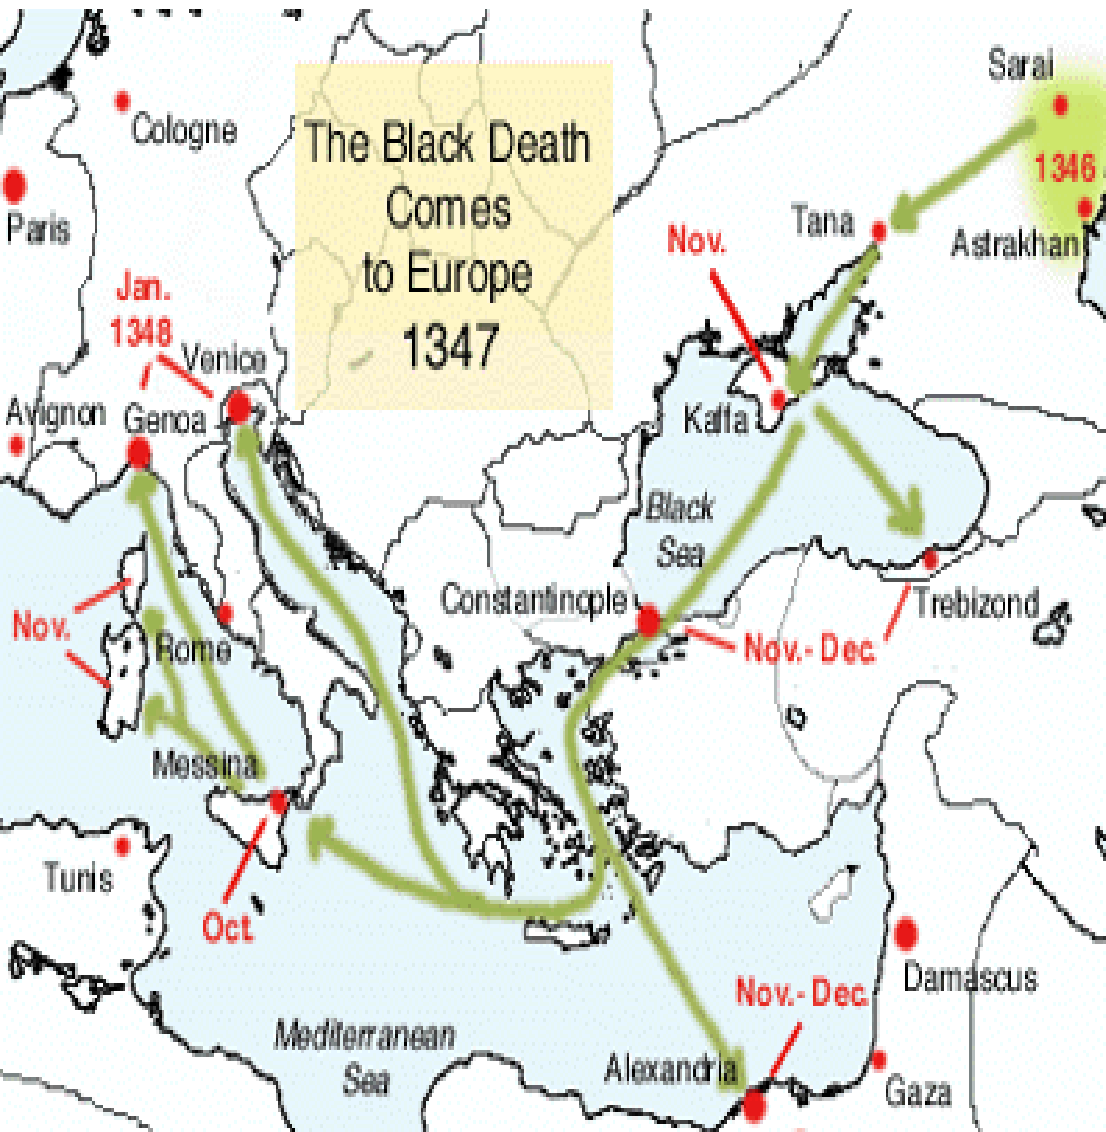 Sarai
Cologne
The Black Death
Comes
to Europe
1347
1346
Paris
Tana
Nov.
Astrakhan
Jan.
1348
Venice
Avignon
Genoa
Kaffa
Black
Sea
Constantinople
Trebizond
Nov.
Rome
Nov.- Dec.
Messina
Tunis
Oct.
Damascus
Nov.- Dec.
Mediterranean
Sea
Alexandria
Gaza